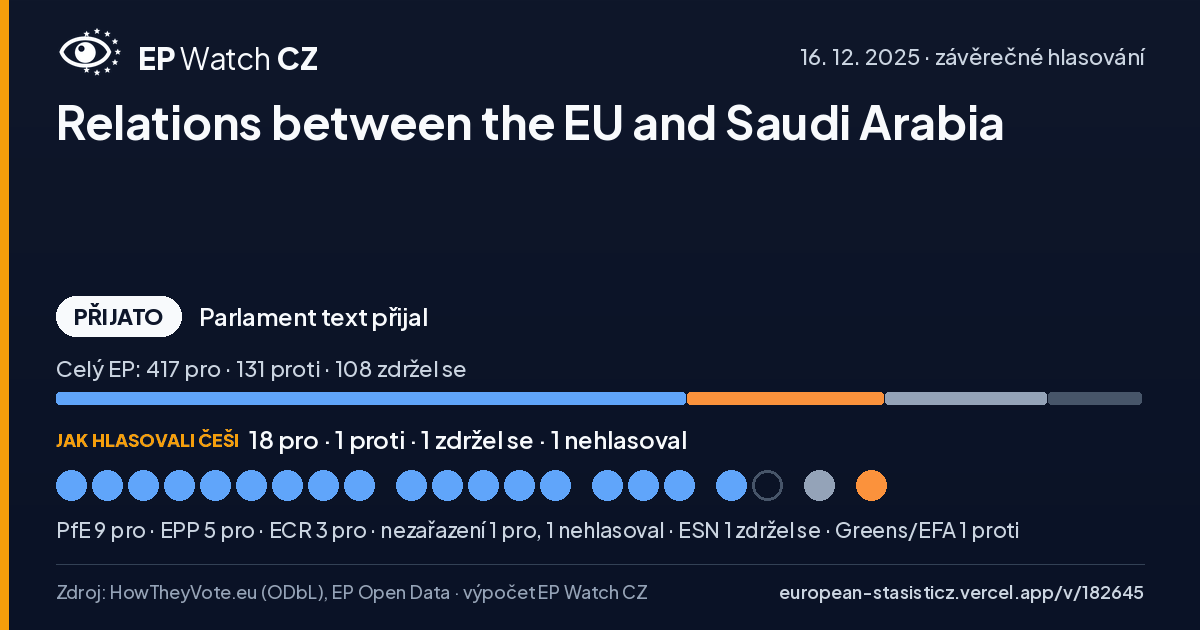 EP Watch CZ
16. 12. 2025 · závěrečné hlasování
Relations between the EU and Saudi Arabia
PŘIJATO Parlament text přijal
Celý EP: 417 pro · 131 proti · 108 zdržel se
JAK HLASOVALI ČEŠI 18 pro · 1 proti · 1 zdržel se · 1 nehlasoval
PfE 9 pro · EPP 5 pro · ECR 3 pro · nezařazení 1 pro, 1 nehlasoval · ESN 1 zdržel se · Greens/EFA 1 proti
Zdroj: HowTheyVote.eu (ODbL), EP Open Data · výpočet EP Watch CZ
european-stasisticz.vercel.app/v/182645